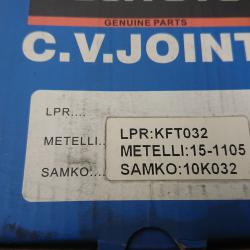 GENUINE PARTS
C.V.JOINT
LPR....
METELLI..
SAMKO:....
LPR:KFT032
METELLI:15-1105
SAMKO:10K032